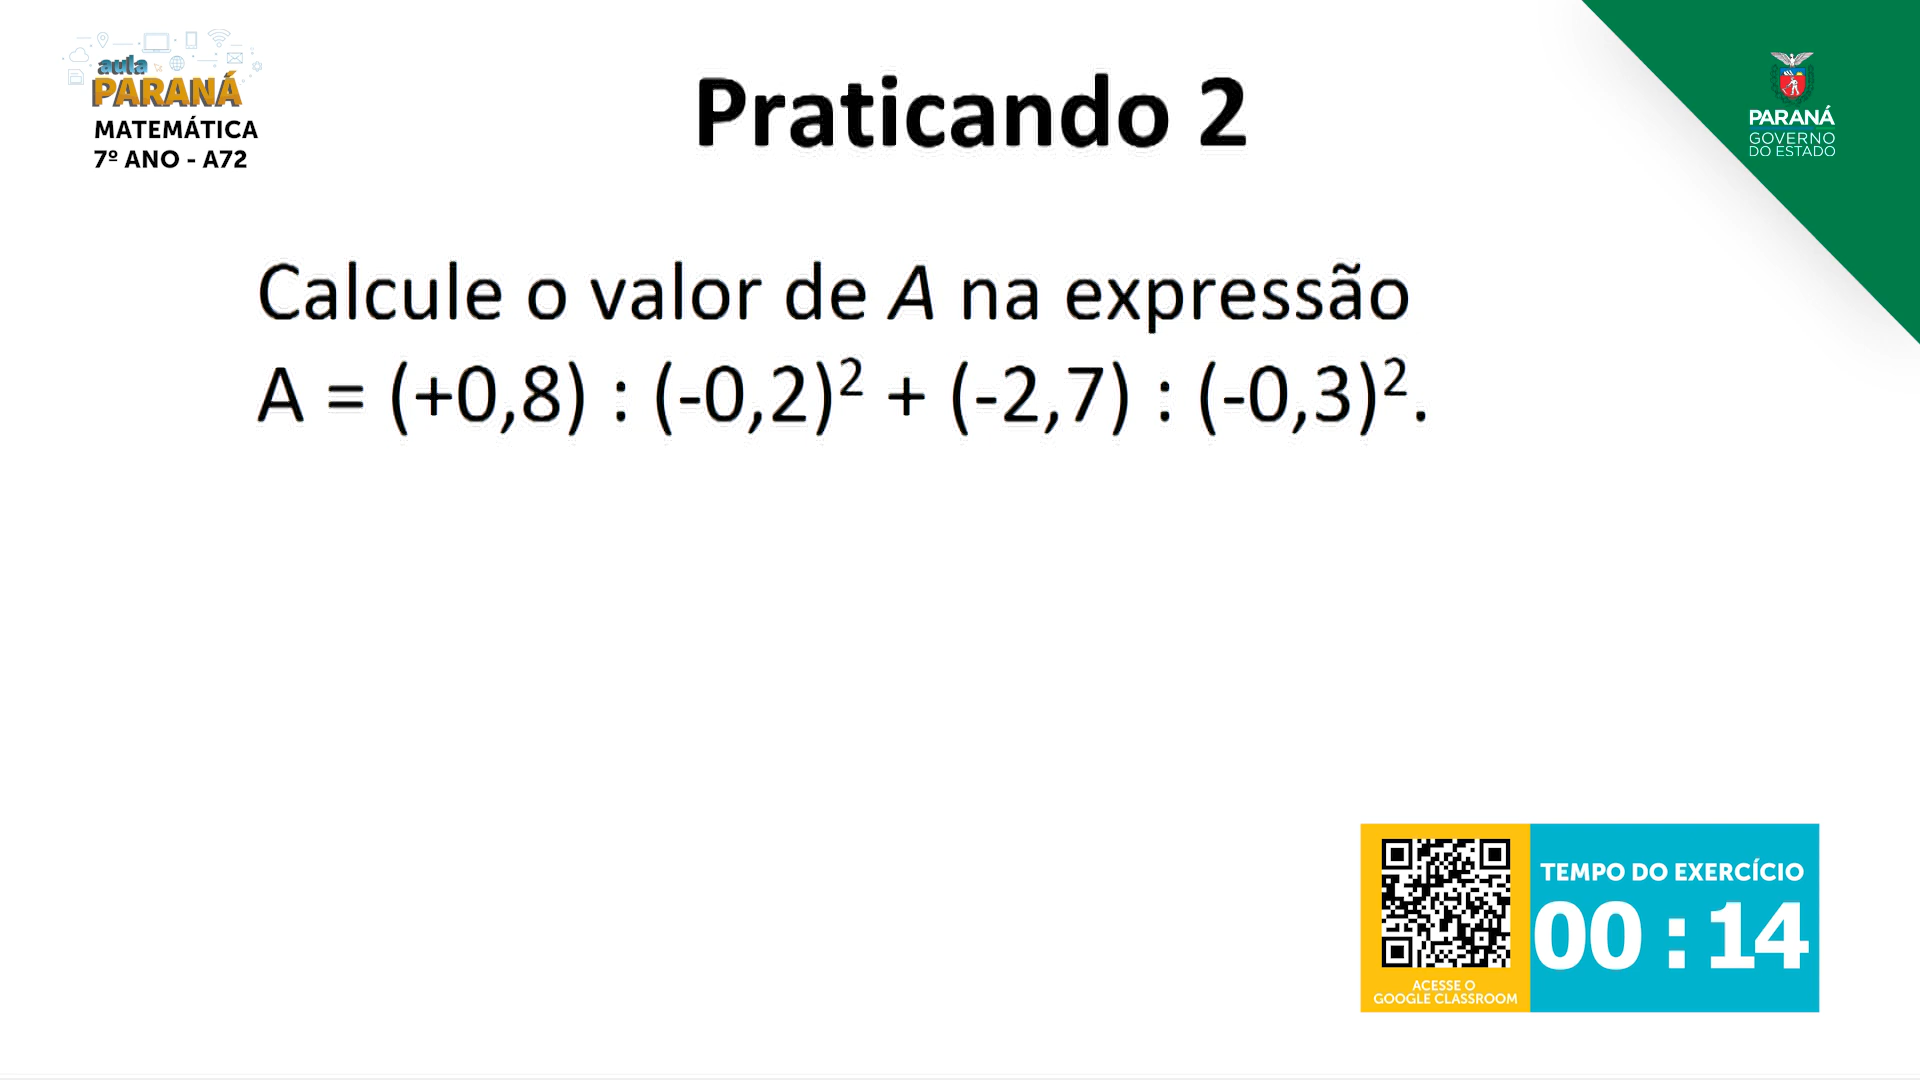 aula
PARANÁ
MATEMÁTICA
7º ANO - A72
Praticando 2
PARANÁ
GOVERNO
DO ESTADO
Calcule o valor de A na expressão
A = (+0,8) : (-0,2)² + (-2,7) : (-0,3)².
TEMPO DO EXERCÍCIO
00 : 14
ACESSE O
GOOGLE CLASSROOM